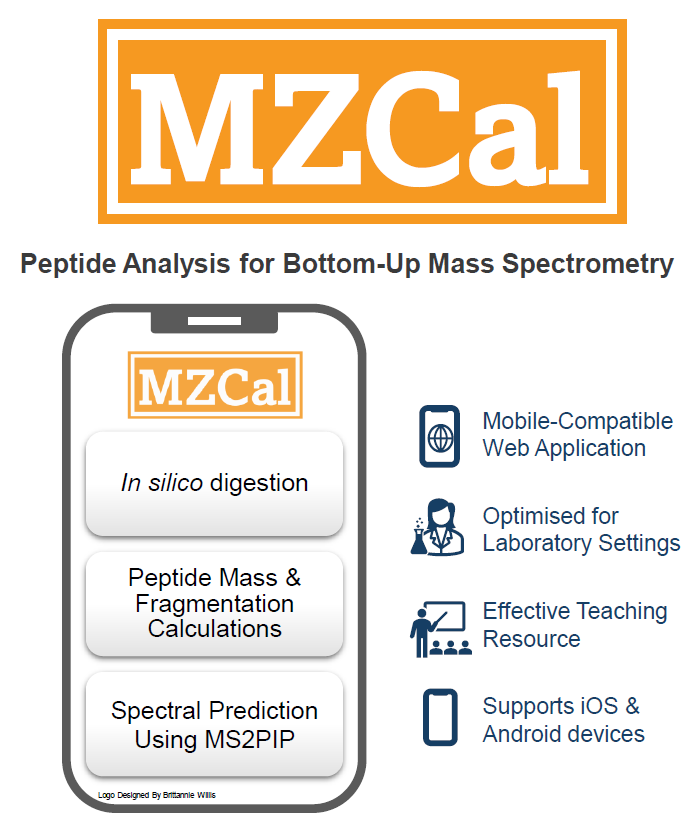 MZCal
Peptide Analysis for Bottom-Up Mass Spectrometry
MZCal
In silico digestion
Peptide Mass &
Fragmentation
Calculations
Spectral Prediction
Using MS2PIP
Logo Designed By Brittannie Willis
Mobile-Compatible
Web Application
Optimised for
Laboratory Settings
Effective Teaching
Resource
Supports iOS &
Android devices